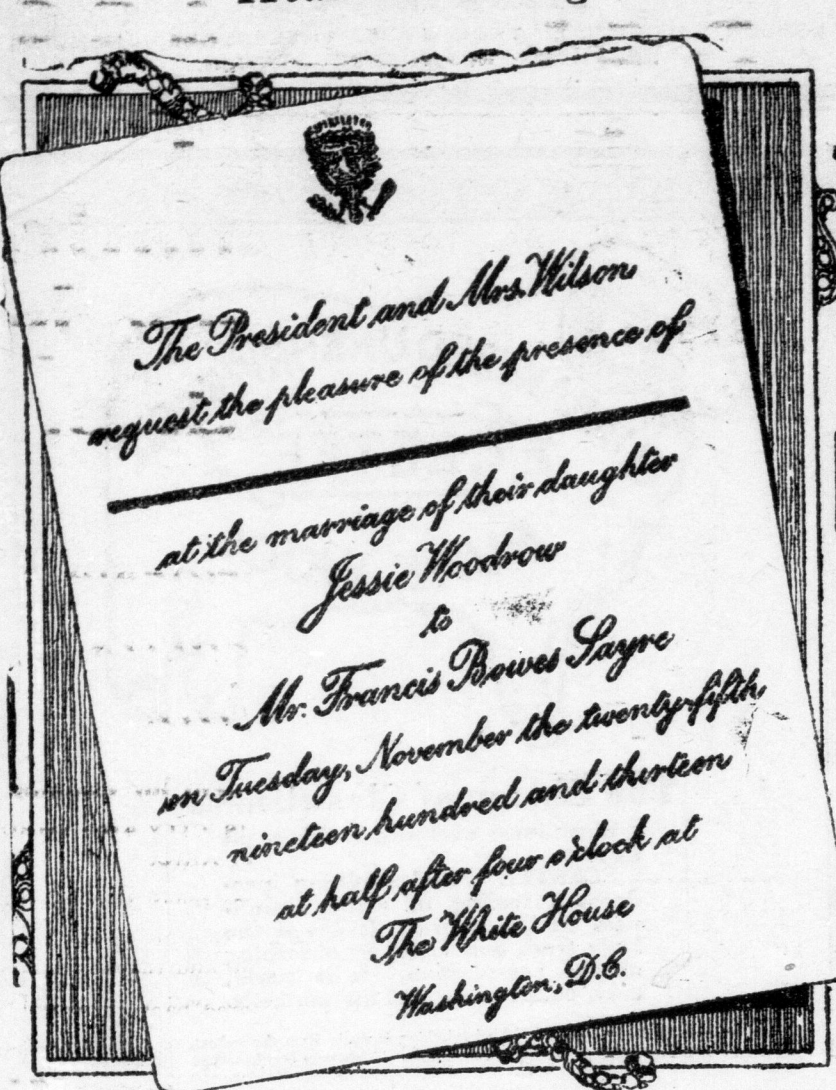 The President and Mrs. Wilson
request the pleasure of the presence of
at the marriage of their daughter
Jessie Woodrow
to
Mr. Francis Bowes Sayre
on Tuesday, November the twenty-fifth
nineteen hundred and thirteen
at half after four o'clock at
The White House
Washington, D.C.